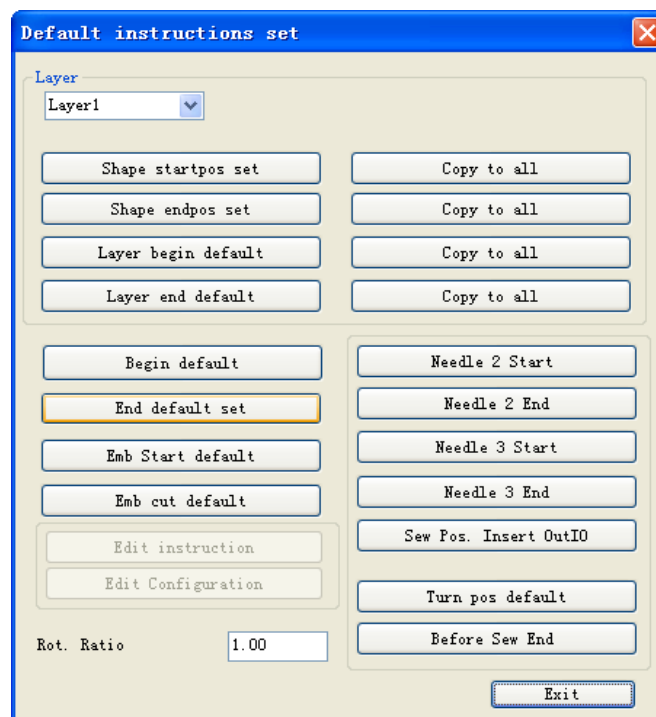 Default instructions set
Layer
Layer1
Shape startpos set Copy to all
Shape endpos set Copy to all
Layer begin default Copy to all
Layer end default Copy to all
Begin default
End default set
Emb Start default
Emb cut default
Edit instruction
Edit Configuration
Rot. Ratio 1.00
Needle 2 Start
Needle 2 End
Needle 3 Start
Needle 3 End
Sew Pos. Insert OutIO
Turn pos default
Before Sew End
Exit